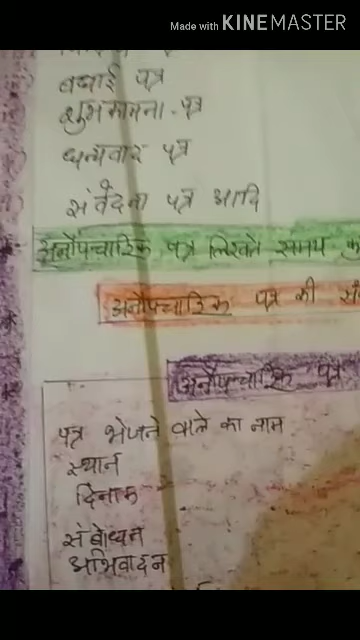 Made with KINEMASTER
बधाई पत्र
शुभकामना पत्र
धन्यवाद पत्र
संवेदना पत्र आदि
अनौपचारिक पत्र लिखते समय
अनौपचारिक पत्र की
अनौपचारिक पत्र
पत्र भेजने वाले का नाम
स्थान
दिनांक
संबोधन
अभिवादन